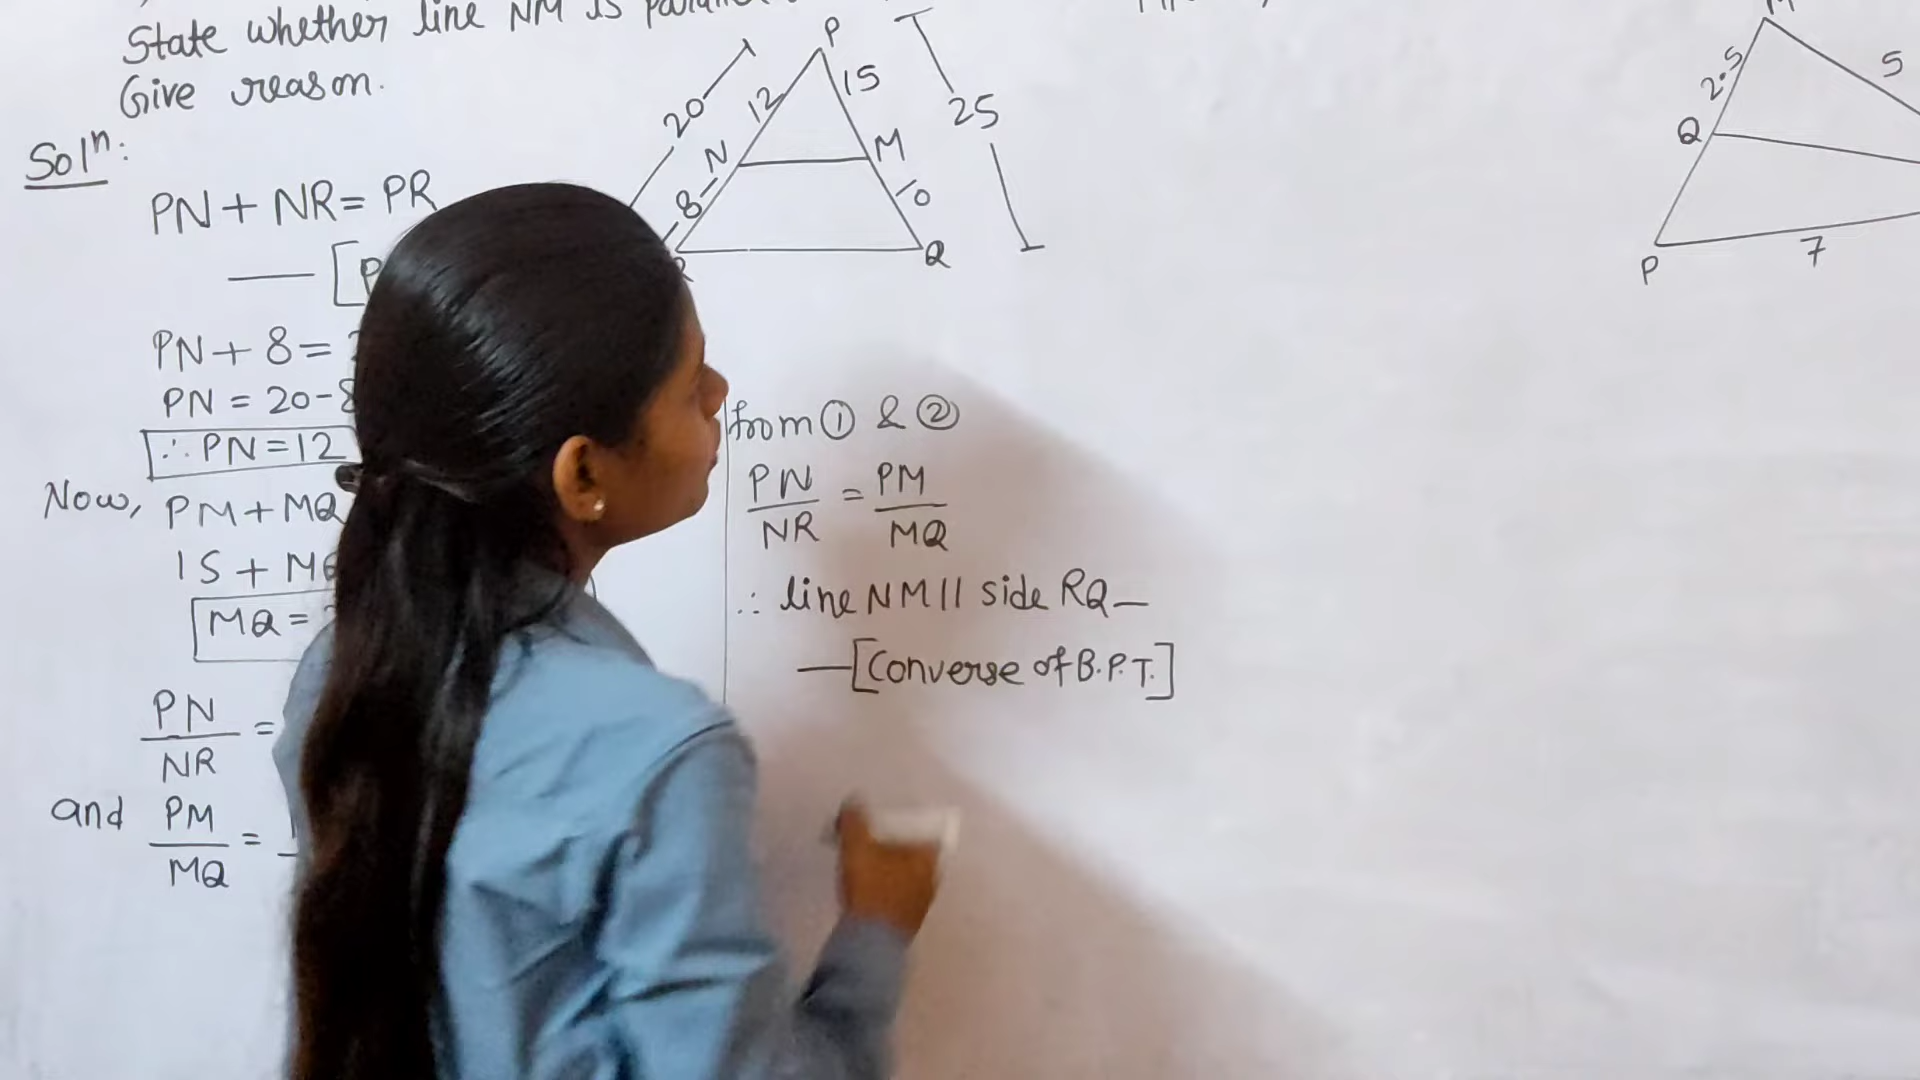 State whether line NM is
Give reason.
Solⁿ:
P
15
12
20
25
N
M
8
10
Q
PN + NR = PR
[P
PN + 8 =
PN = 20 - 8
∴ PN = 12
Now, PM + MQ
15 + MQ
MQ =
PN/NR =
and PM/MQ =
from ① & ②
PN/NR = PM/MQ
∴ line NM || side RQ —
— [Converse of B.P.T.]
2.5
5
Q
P
7